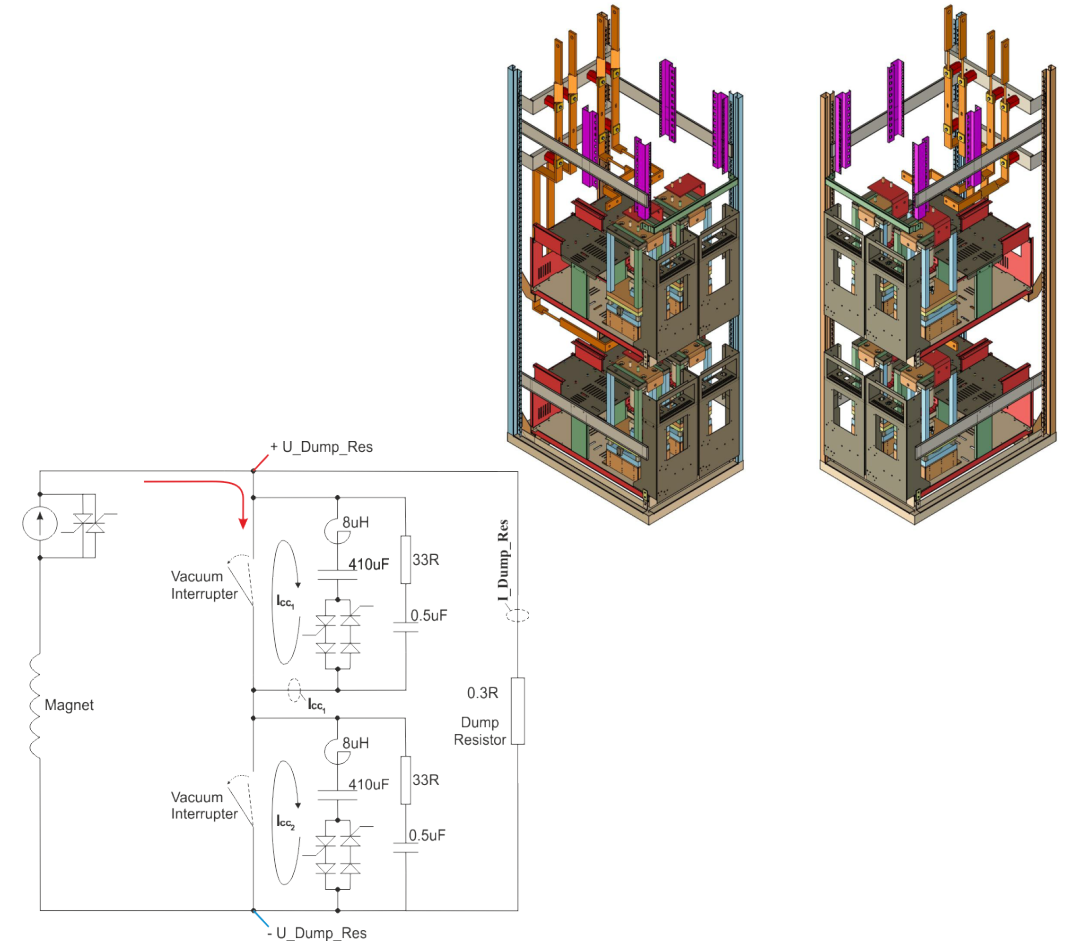 + U_Dump_Res
8uH
410uF
33R
Vacuum
Interrupter
Icc1
0.5uF
I_Dump_Res
Magnet
Icc1
0.3R
Dump
Resistor
8uH
410uF
33R
Vacuum
Interrupter
Icc2
0.5uF
- U_Dump_Res